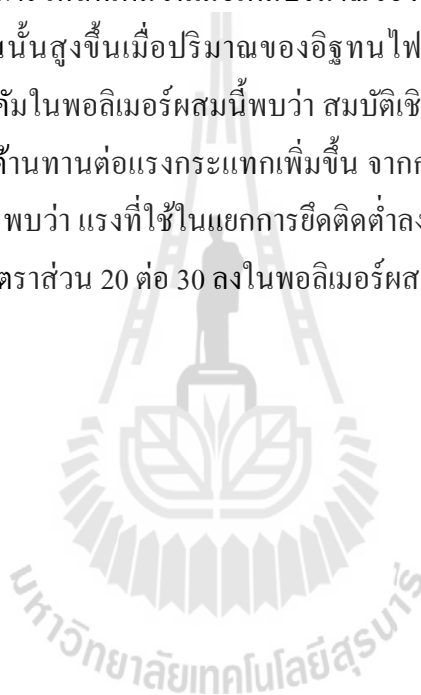 นั้นสูงขึ้นเมื่อปริมาณของอิฐทนไฟ
คัมในพอลิเมอร์ผสมนี้พบว่า สมบัติเชิ
ต้านทานต่อแรงกระแทกเพิ่มขึ้น จากก
พบว่า แรงที่ใช้ในแยกการยึดติดต่ำลง
ตราส่วน 20 ต่อ 30 ลงในพอลิเมอร์ผส
มหาวิทยาลัยเทคโนโลยีสุรนารี